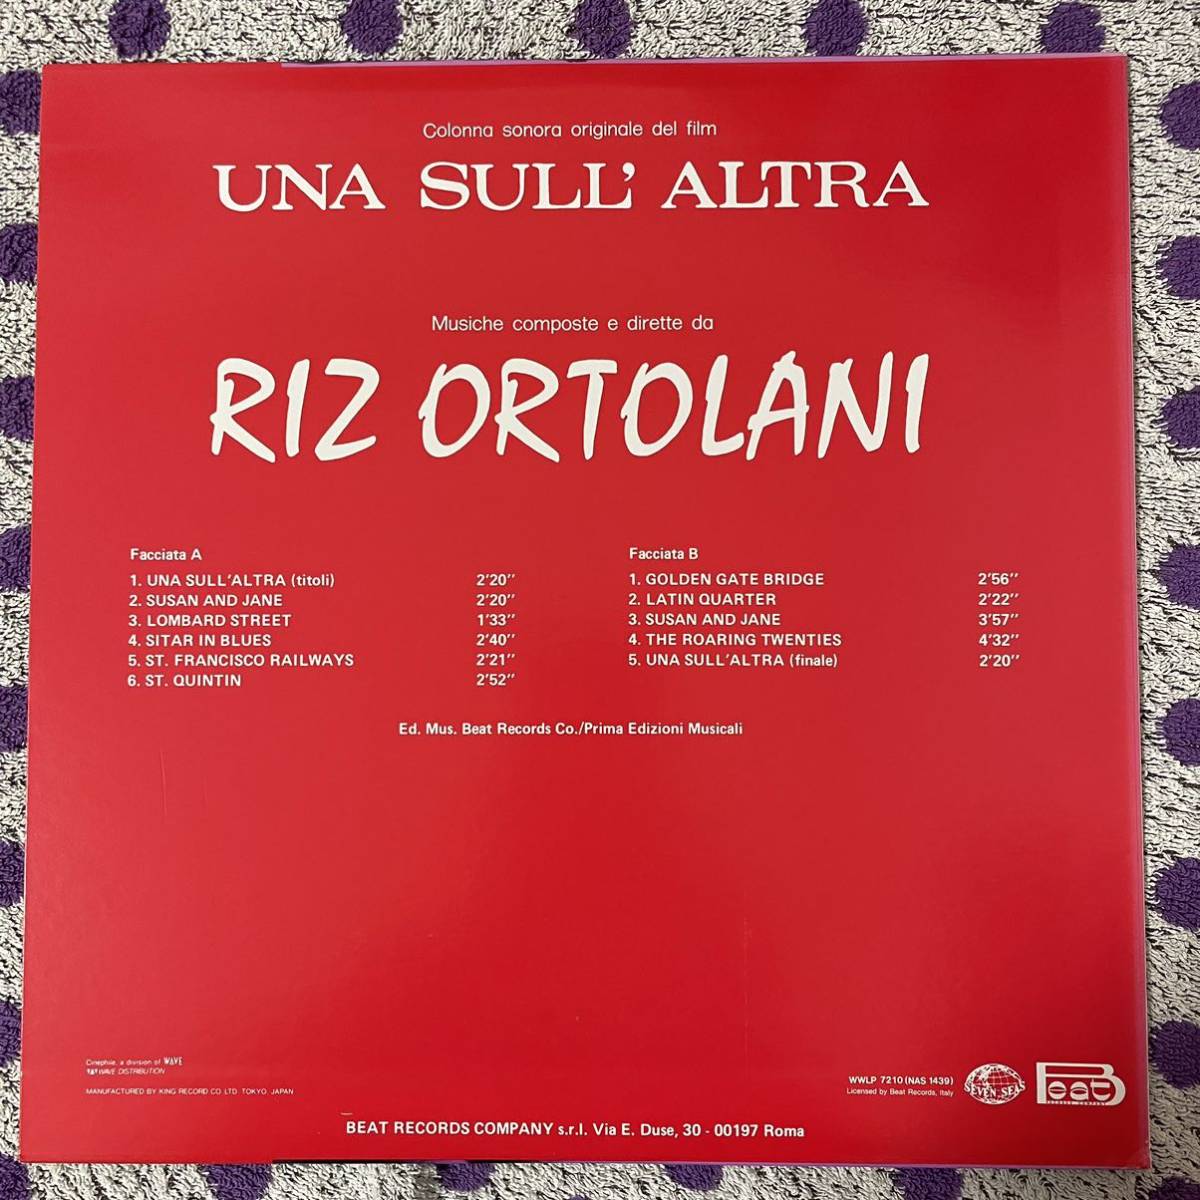 Colonna sonora originale del film
UNA SULL' ALTRA
Musiche composte e dirette da
RIZ ORTOLANI
Facciata A
1. UNA SULL'ALTRA (titoli) 2'20''
2. SUSAN AND JANE 2'20''
3. LOMBARD STREET 1'33''
4. SITAR IN BLUES 2'40''
5. ST. FRANCISCO RAILWAYS 2'21''
6. ST. QUINTIN 2'52''
Facciata B
1. GOLDEN GATE BRIDGE 2'56''
2. LATIN QUARTER 2'22''
3. SUSAN AND JANE 3'57''
4. THE ROARING TWENTIES 4'32''
5. UNA SULL'ALTRA (finale) 2'20''
Ed. Mus. Beat Records Co./Prima Edizioni Musicali
Cinephile, a division of WAVE
WAVE DISTRIBUTION
MANUFACTURED BY KING RECORD CO. LTD. TOKYO, JAPAN
WWLP 7210 (NAS 1439)
Licensed by Beat Records, Italy
SEVEN SEAS
Beat
RECORDS COMPANY
BEAT RECORDS COMPANY s.r.l. Via E. Duse, 30 - 00197 Roma